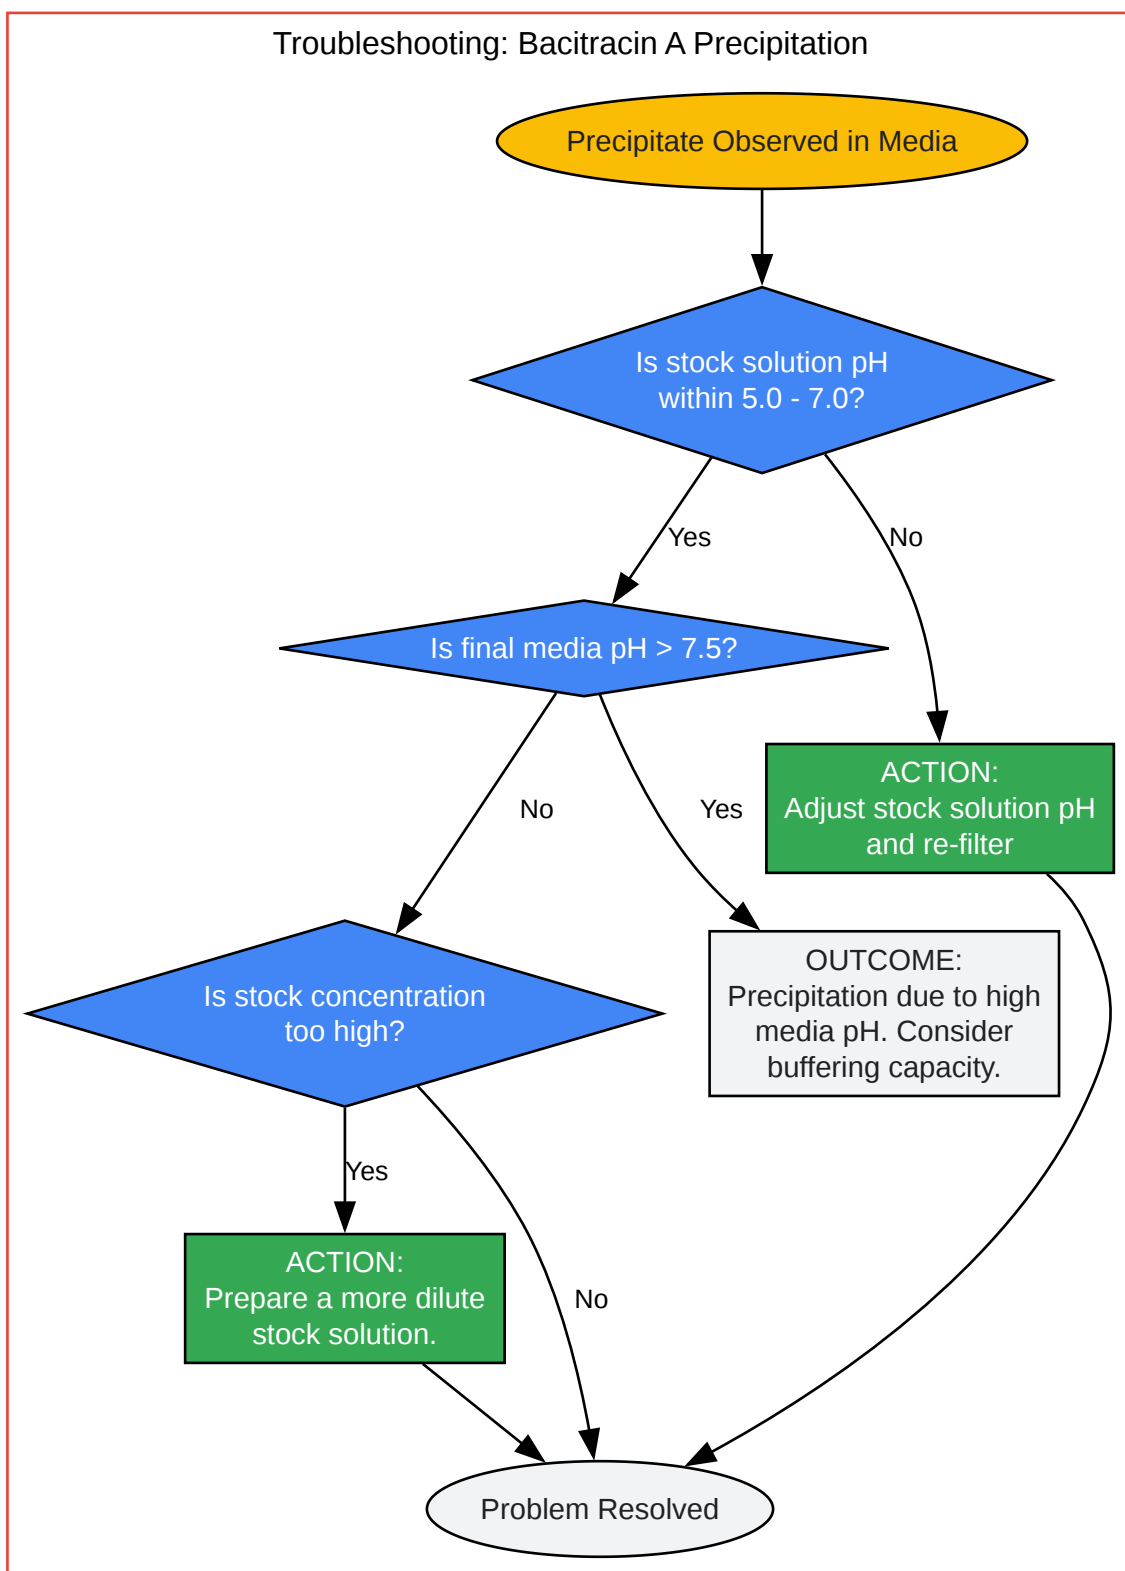 Troubleshooting: Bacitracin A Precipitation
Precipitate Observed in Media
Is stock solution pH
within 5.0 - 7.0?
Yes
No
Is final media pH > 7.5?
ACTION:
Adjust stock solution pH
and re-filter
No
Yes
OUTCOME:
Precipitation due to high
media pH. Consider
buffering capacity.
Is stock concentration
too high?
Yes
ACTION:
Prepare a more dilute
stock solution.
No
Problem Resolved